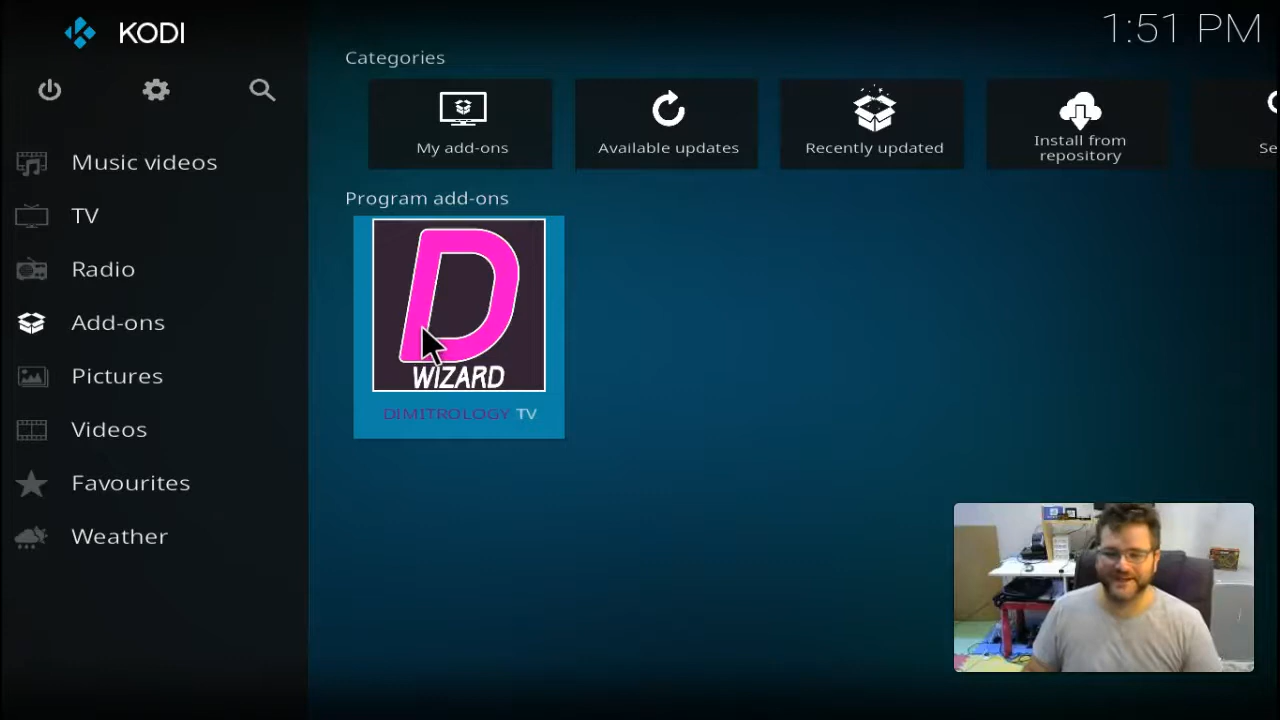 KODI
1:51 PM
Categories
My add-ons
Available updates
Recently updated
Install from
repository
Se
Music videos
TV
Radio
Add-ons
Pictures
Videos
Favourites
Weather
Program add-ons
D
WIZARD
DIMITROLOGY TV